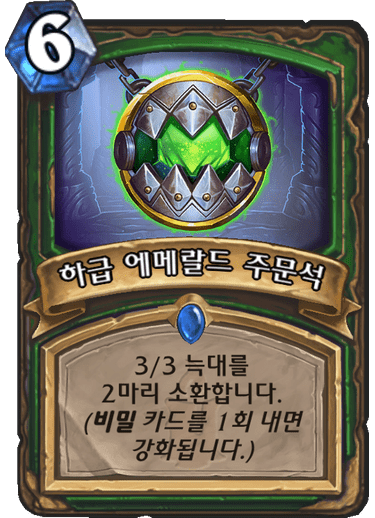 6
하급 에메랄드 주문석
3/3 늑대를
2마리 소환합니다.
(비밀 카드를 1회 내면
강화됩니다.)